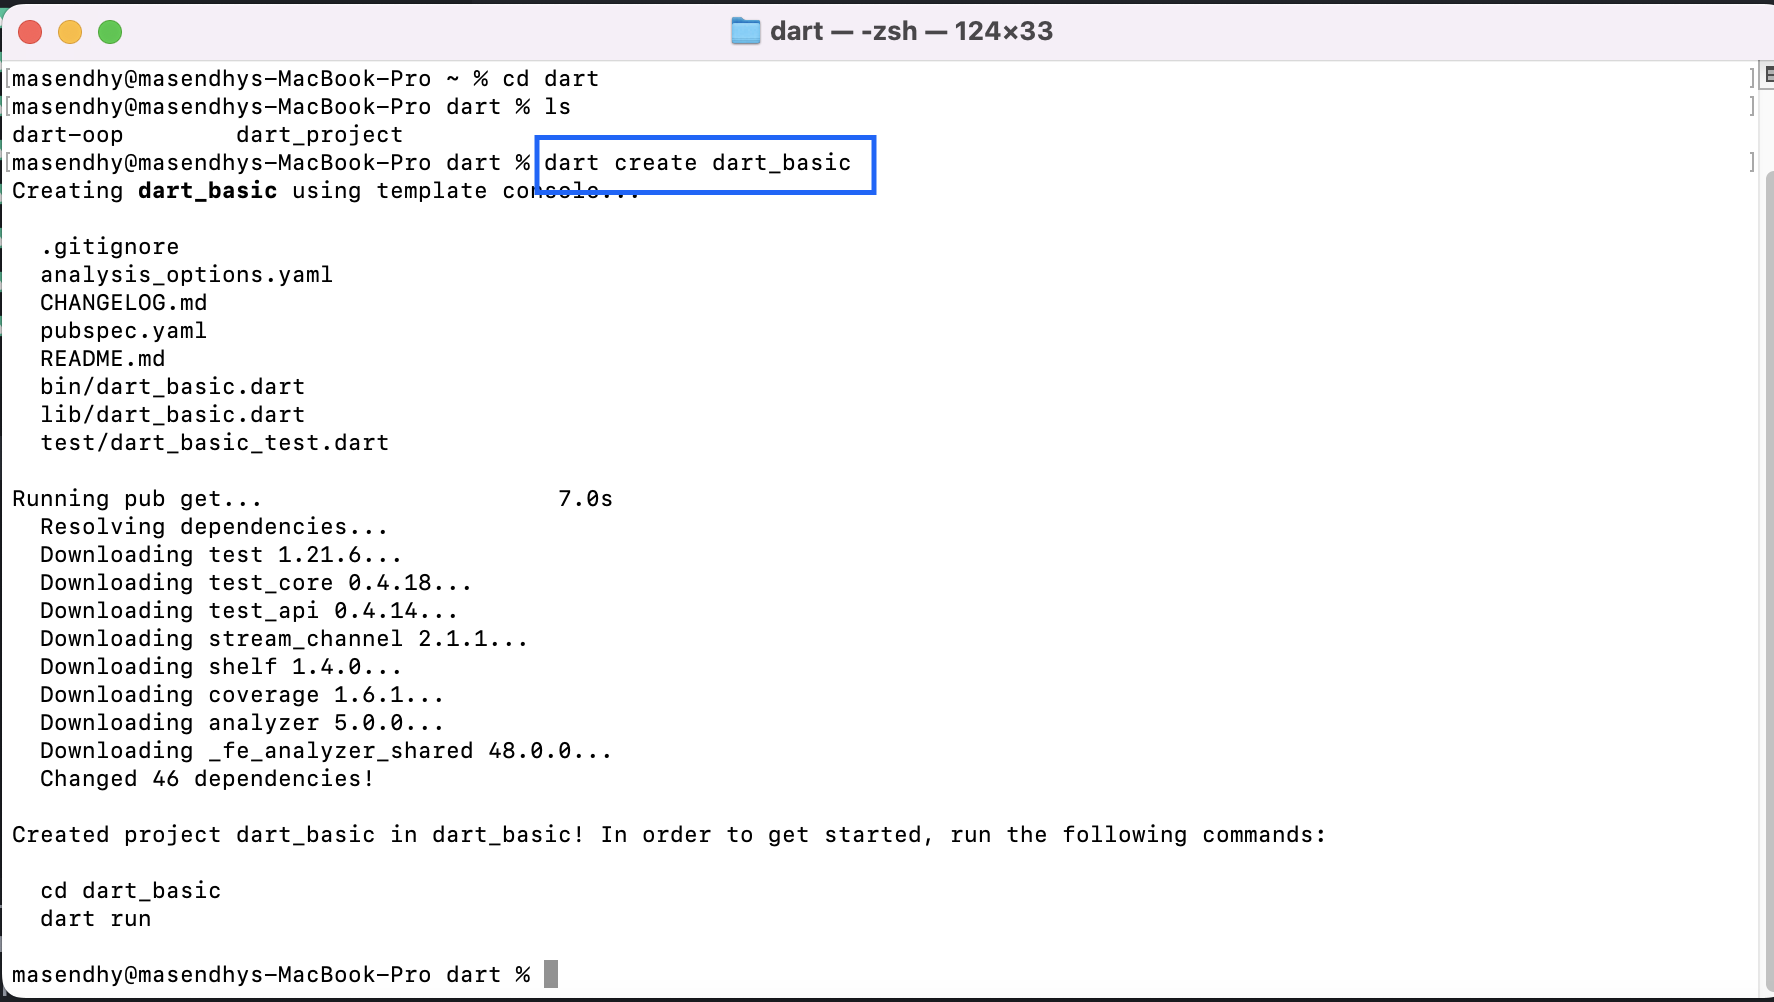 dart — -zsh — 124×33
masendhy@masendhys-MacBook-Pro ~ % cd dart
masendhy@masendhys-MacBook-Pro dart % ls
dart-oop        dart_project
masendhy@masendhys-MacBook-Pro dart % dart create dart_basic
Creating dart_basic using template console...
.gitignore
analysis_options.yaml
CHANGELOG.md
pubspec.yaml
README.md
bin/dart_basic.dart
lib/dart_basic.dart
test/dart_basic_test.dart
Running pub get...                     7.0s
Resolving dependencies...
Downloading test 1.21.6...
Downloading test_core 0.4.18...
Downloading test_api 0.4.14...
Downloading stream_channel 2.1.1...
Downloading shelf 1.4.0...
Downloading coverage 1.6.1...
Downloading analyzer 5.0.0...
Downloading _fe_analyzer_shared 48.0.0...
Changed 46 dependencies!
Created project dart_basic in dart_basic! In order to get started, run the following commands:
cd dart_basic
dart run
masendhy@masendhys-MacBook-Pro dart %